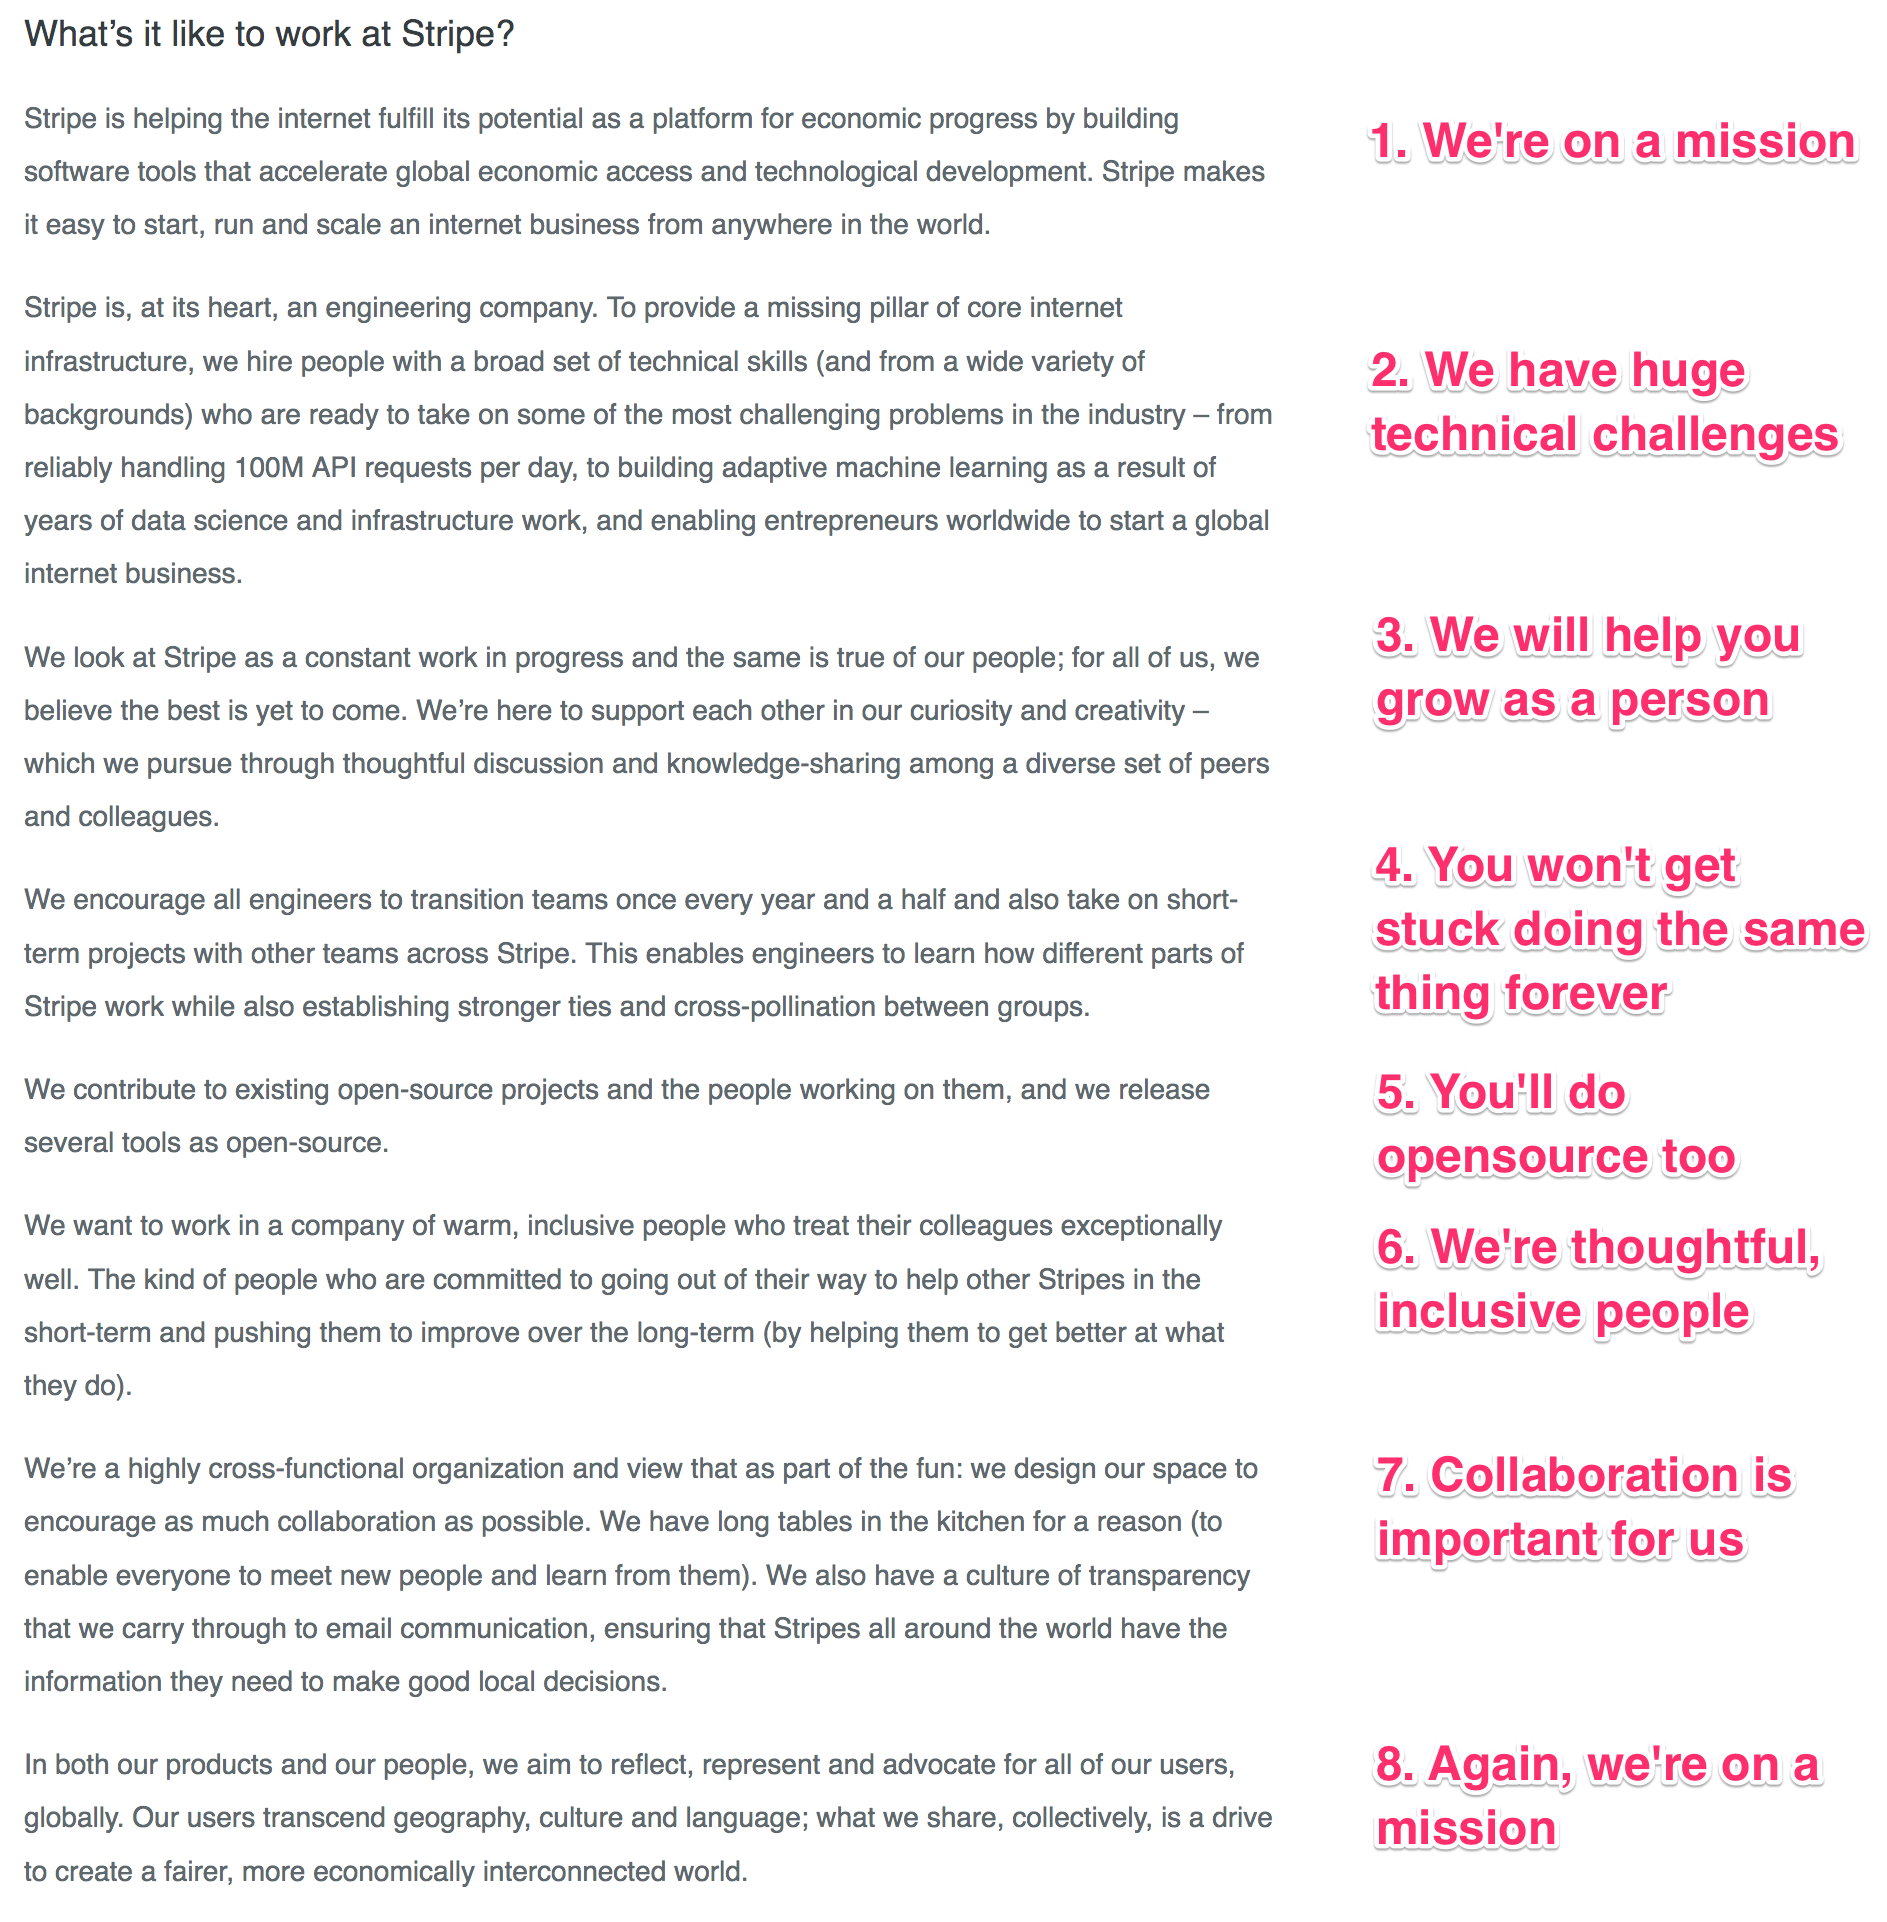 What’s it like to work at Stripe?
Stripe is helping the internet fulfill its potential as a platform for economic progress by building
software tools that accelerate global economic access and technological development. Stripe makes
it easy to start, run and scale an internet business from anywhere in the world.
1. We're on a mission
Stripe is, at its heart, an engineering company. To provide a missing pillar of core internet
infrastructure, we hire people with a broad set of technical skills (and from a wide variety of
backgrounds) who are ready to take on some of the most challenging problems in the industry – from
reliably handling 100M API requests per day, to building adaptive machine learning as a result of
years of data science and infrastructure work, and enabling entrepreneurs worldwide to start a global
internet business.
2. We have huge
technical challenges
We look at Stripe as a constant work in progress and the same is true of our people; for all of us, we
believe the best is yet to come. We’re here to support each other in our curiosity and creativity –
which we pursue through thoughtful discussion and knowledge-sharing among a diverse set of peers
and colleagues.
3. We will help you
grow as a person
We encourage all engineers to transition teams once every year and a half and also take on short-
term projects with other teams across Stripe. This enables engineers to learn how different parts of
Stripe work while also establishing stronger ties and cross-pollination between groups.
4. You won't get
stuck doing the same
thing forever
We contribute to existing open-source projects and the people working on them, and we release
several tools as open-source.
5. You'll do
opensource too
We want to work in a company of warm, inclusive people who treat their colleagues exceptionally
well. The kind of people who are committed to going out of their way to help other Stripes in the
short-term and pushing them to improve over the long-term (by helping them to get better at what
they do).
6. We're thoughtful,
inclusive people
We’re a highly cross-functional organization and view that as part of the fun: we design our space to
encourage as much collaboration as possible. We have long tables in the kitchen for a reason (to
enable everyone to meet new people and learn from them). We also have a culture of transparency
that we carry through to email communication, ensuring that Stripes all around the world have the
information they need to make good local decisions.
7. Collaboration is
important for us
In both our products and our people, we aim to reflect, represent and advocate for all of our users,
globally. Our users transcend geography, culture and language; what we share, collectively, is a drive
to create a fairer, more economically interconnected world.
8. Again, we're on a
mission